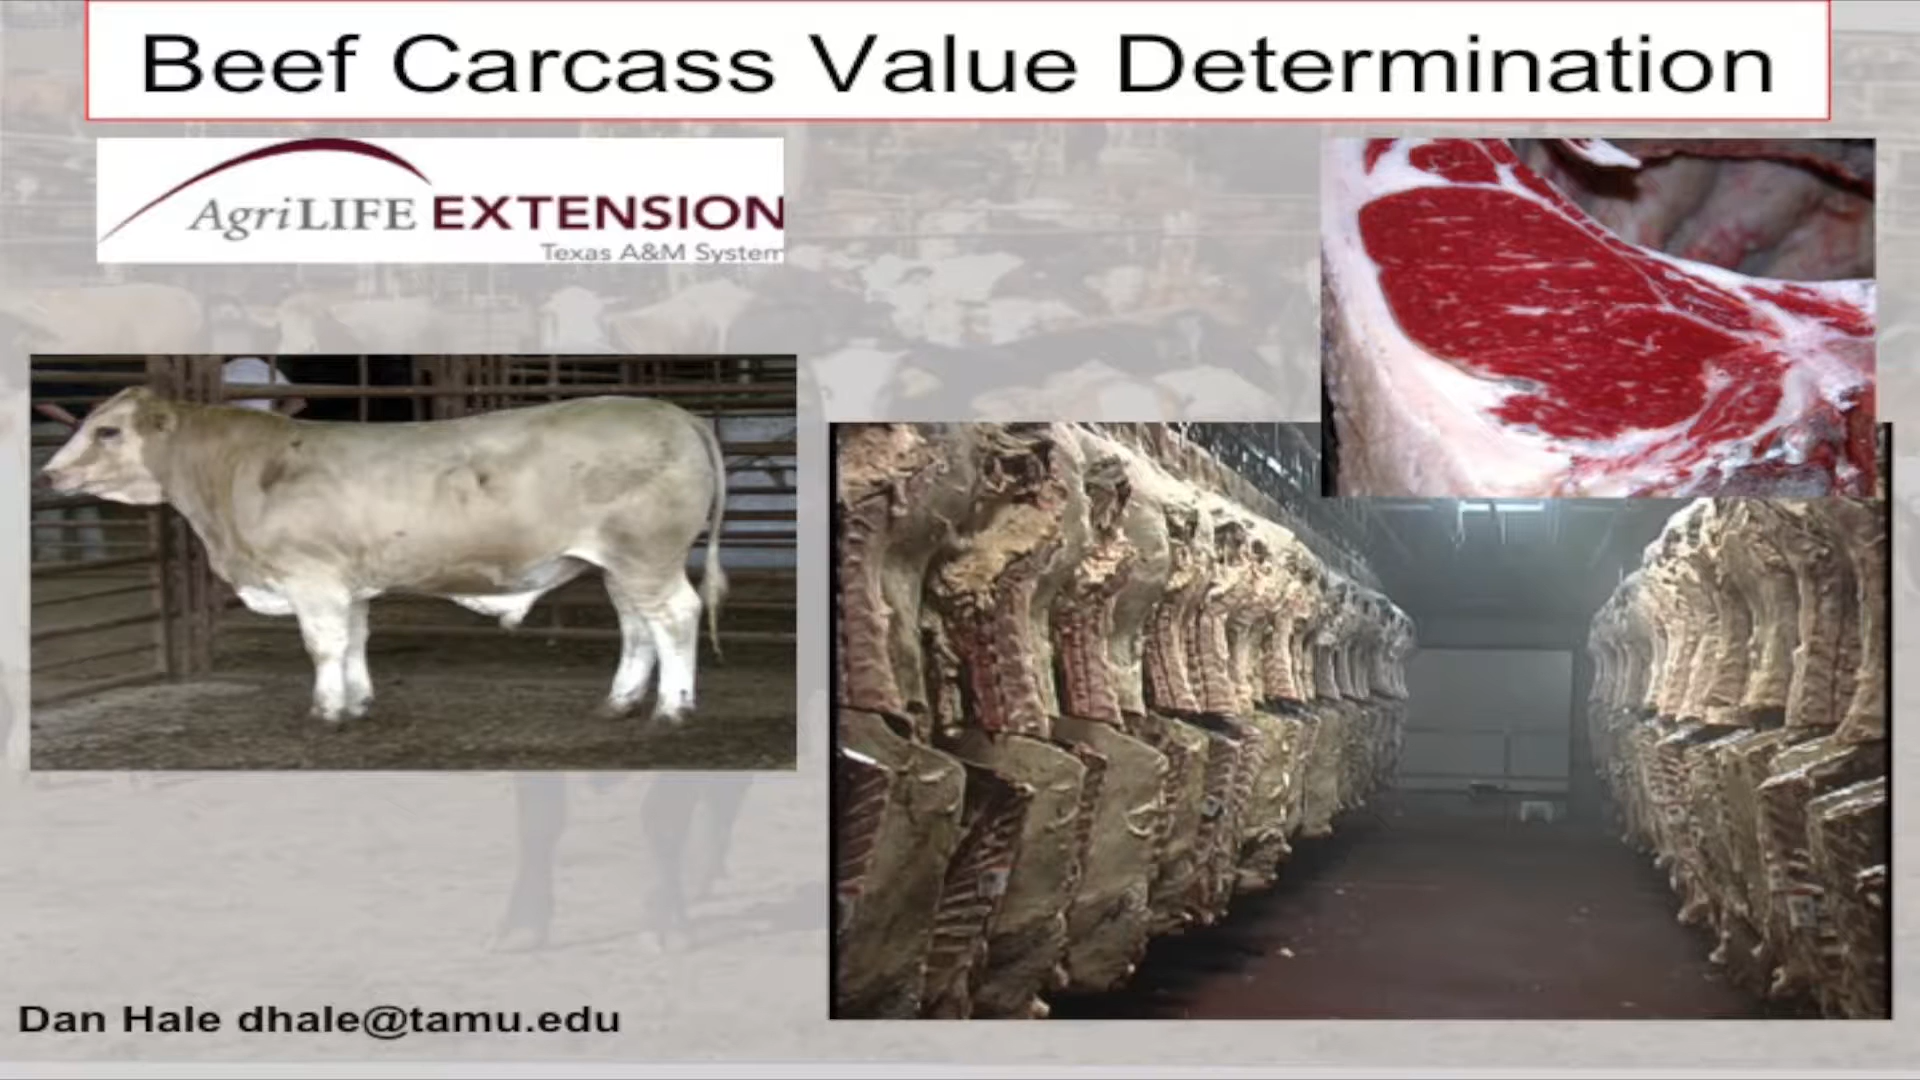 Beef Carcass Value Determination
AgriLIFE EXTENSION
Texas A&M System
Dan Hale dhale@tamu.edu